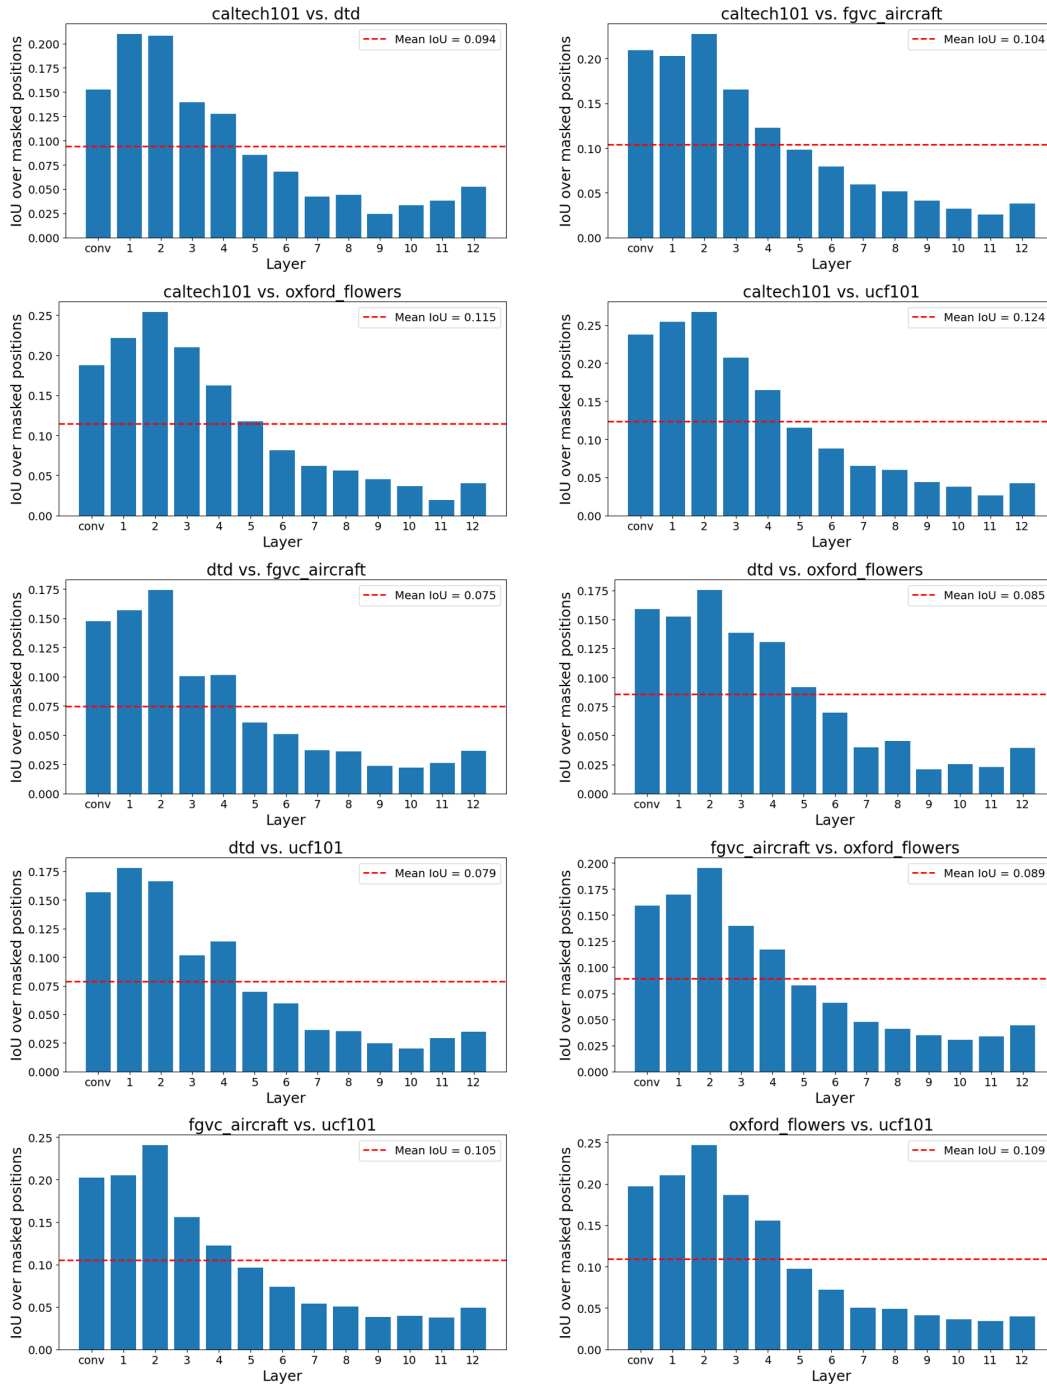 caltech101 vs. dtd
IoU over masked positions
0.200
0.175
0.150
0.125
0.100
0.075
0.050
0.025
0.000
Mean IoU = 0.094
conv 1 2 3 4 5 6 7 8 9 10 11 12
Layer
caltech101 vs. fgvc_aircraft
IoU over masked positions
0.20
0.15
0.10
0.05
0.00
Mean IoU = 0.104
conv 1 2 3 4 5 6 7 8 9 10 11 12
Layer
caltech101 vs. oxford_flowers
IoU over masked positions
0.25
0.20
0.15
0.10
0.05
0.00
Mean IoU = 0.115
conv 1 2 3 4 5 6 7 8 9 10 11 12
Layer
caltech101 vs. ucf101
IoU over masked positions
0.25
0.20
0.15
0.10
0.05
0.00
Mean IoU = 0.124
conv 1 2 3 4 5 6 7 8 9 10 11 12
Layer
dtd vs. fgvc_aircraft
IoU over masked positions
0.175
0.150
0.125
0.100
0.075
0.050
0.025
0.000
Mean IoU = 0.075
conv 1 2 3 4 5 6 7 8 9 10 11 12
Layer
dtd vs. oxford_flowers
IoU over masked positions
0.175
0.150
0.125
0.100
0.075
0.050
0.025
0.000
Mean IoU = 0.085
conv 1 2 3 4 5 6 7 8 9 10 11 12
Layer
dtd vs. ucf101
IoU over masked positions
0.175
0.150
0.125
0.100
0.075
0.050
0.025
0.000
Mean IoU = 0.079
conv 1 2 3 4 5 6 7 8 9 10 11 12
Layer
fgvc_aircraft vs. oxford_flowers
IoU over masked positions
0.200
0.175
0.150
0.125
0.100
0.075
0.050
0.025
0.000
Mean IoU = 0.089
conv 1 2 3 4 5 6 7 8 9 10 11 12
Layer
fgvc_aircraft vs. ucf101
IoU over masked positions
0.25
0.20
0.15
0.10
0.05
0.00
Mean IoU = 0.105
conv 1 2 3 4 5 6 7 8 9 10 11 12
Layer
oxford_flowers vs. ucf101
IoU over masked positions
0.25
0.20
0.15
0.10
0.05
0.00
Mean IoU = 0.109
conv 1 2 3 4 5 6 7 8 9 10 11 12
Layer